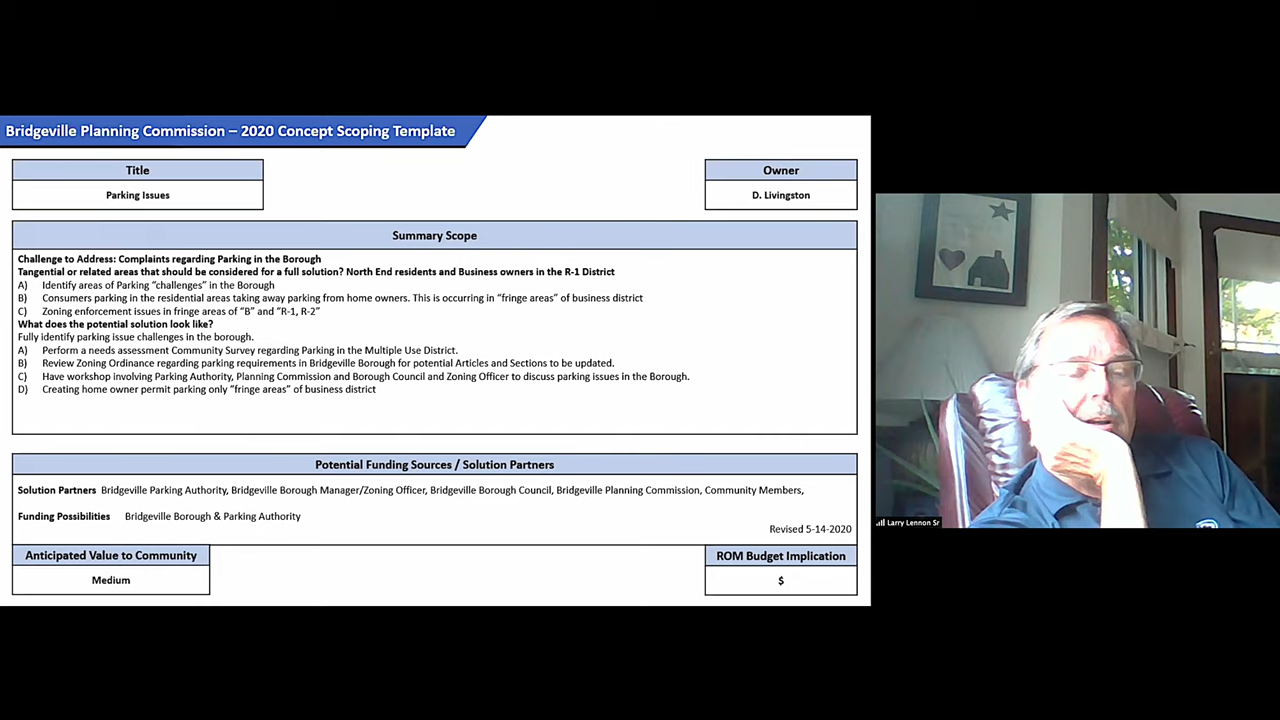 Bridgeville Planning Commission – 2020 Concept Scoping Template
Title
Parking Issues
Owner
D. Livingston
Summary Scope
Challenge to Address: Complaints regarding Parking in the Borough
Tangential or related areas that should be considered for a full solution? North End residents and Business owners in the R-1 District
A) Identify areas of Parking “challenges” in the Borough
B) Consumers parking in the residential areas taking away parking from home owners. This is occurring in “fringe areas” of business district
C) Zoning enforcement issues in fringe areas of “B” and “R-1, R-2”
What does the potential solution look like?
Fully identify parking issue challenges in the borough.
A) Perform a needs assessment Community Survey regarding Parking in the Multiple Use District.
B) Review Zoning Ordinance regarding parking requirements in Bridgeville Borough for potential Articles and Sections to be updated.
C) Have workshop involving Parking Authority, Planning Commission and Borough Council and Zoning Officer to discuss parking issues in the Borough.
D) Creating home owner permit parking only “fringe areas” of business district
Potential Funding Sources / Solution Partners
Solution Partners Bridgeville Parking Authority, Bridgeville Borough Manager/Zoning Officer, Bridgeville Borough Council, Bridgeville Planning Commission, Community Members,
Funding Possibilities Bridgeville Borough & Parking Authority
Revised 5-14-2020
Anticipated Value to Community
Medium
ROM Budget Implication
$
Larry Lennon Sr